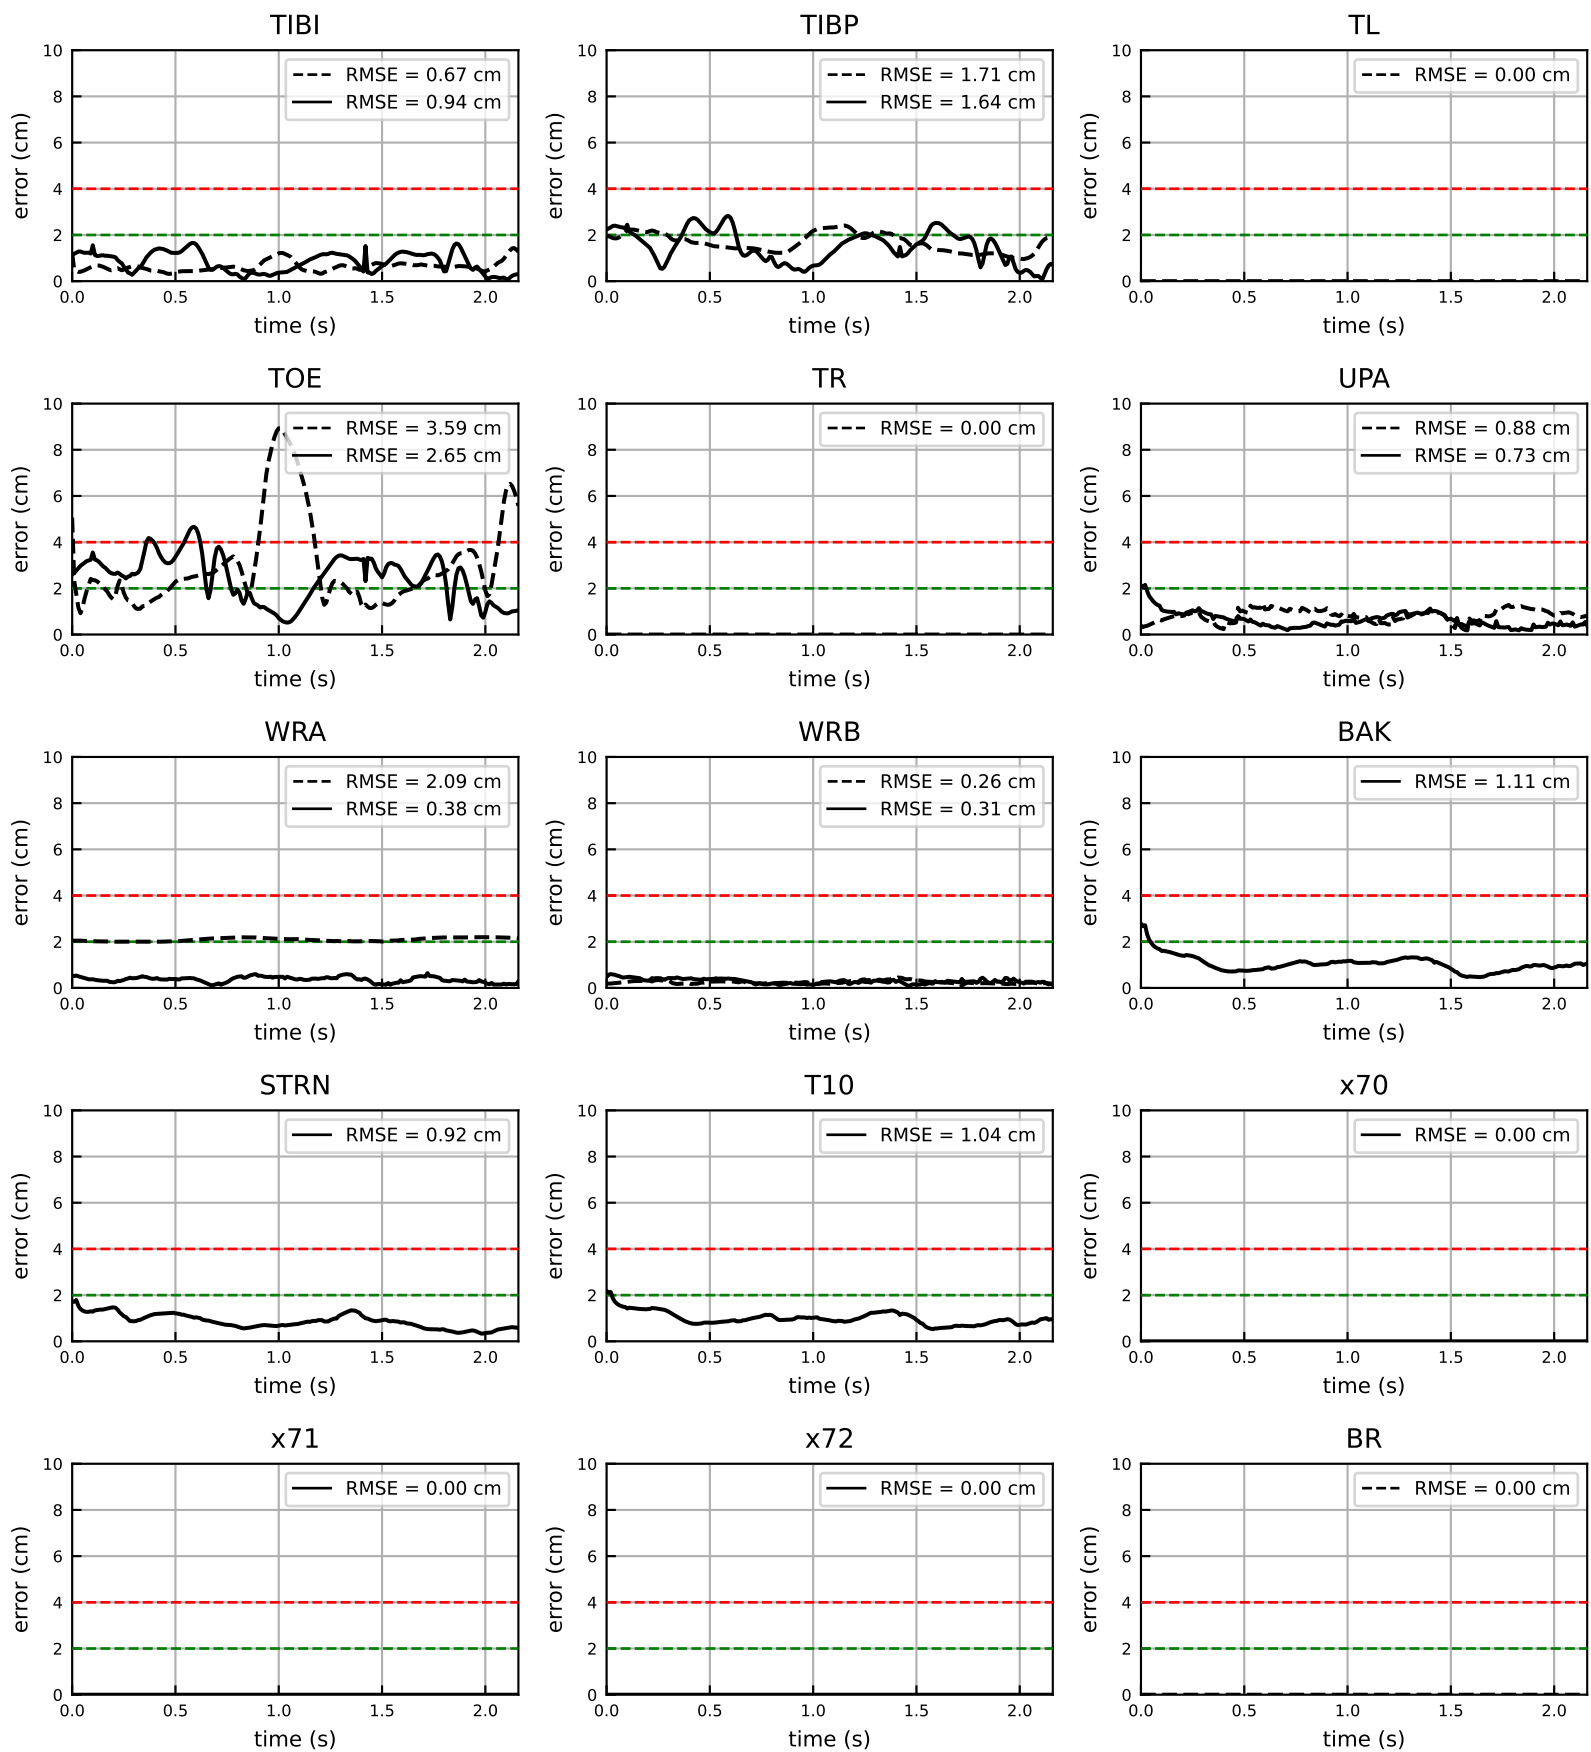 TIBI
TIBP
TL
10
8
6
4
2
0
error (cm)
RMSE = 0.67 cm
RMSE = 0.94 cm
0.0 0.5 1.0 1.5 2.0
time (s)
10
8
6
4
2
0
error (cm)
RMSE = 1.71 cm
RMSE = 1.64 cm
0.0 0.5 1.0 1.5 2.0
time (s)
10
8
6
4
2
0
error (cm)
RMSE = 0.00 cm
0.0 0.5 1.0 1.5 2.0
time (s)
TOE
TR
UPA
10
8
6
4
2
0
error (cm)
RMSE = 3.59 cm
RMSE = 2.65 cm
0.0 0.5 1.0 1.5 2.0
time (s)
10
8
6
4
2
0
error (cm)
RMSE = 0.00 cm
0.0 0.5 1.0 1.5 2.0
time (s)
10
8
6
4
2
0
error (cm)
RMSE = 0.88 cm
RMSE = 0.73 cm
0.0 0.5 1.0 1.5 2.0
time (s)
WRA
WRB
BAK
10
8
6
4
2
0
error (cm)
RMSE = 2.09 cm
RMSE = 0.38 cm
0.0 0.5 1.0 1.5 2.0
time (s)
10
8
6
4
2
0
error (cm)
RMSE = 0.26 cm
RMSE = 0.31 cm
0.0 0.5 1.0 1.5 2.0
time (s)
10
8
6
4
2
0
error (cm)
RMSE = 1.11 cm
0.0 0.5 1.0 1.5 2.0
time (s)
STRN
T10
x70
10
8
6
4
2
0
error (cm)
RMSE = 0.92 cm
0.0 0.5 1.0 1.5 2.0
time (s)
10
8
6
4
2
0
error (cm)
RMSE = 1.04 cm
0.0 0.5 1.0 1.5 2.0
time (s)
10
8
6
4
2
0
error (cm)
RMSE = 0.00 cm
0.0 0.5 1.0 1.5 2.0
time (s)
x71
x72
BR
10
8
6
4
2
0
error (cm)
RMSE = 0.00 cm
0.0 0.5 1.0 1.5 2.0
time (s)
10
8
6
4
2
0
error (cm)
RMSE = 0.00 cm
0.0 0.5 1.0 1.5 2.0
time (s)
10
8
6
4
2
0
error (cm)
RMSE = 0.00 cm
0.0 0.5 1.0 1.5 2.0
time (s)